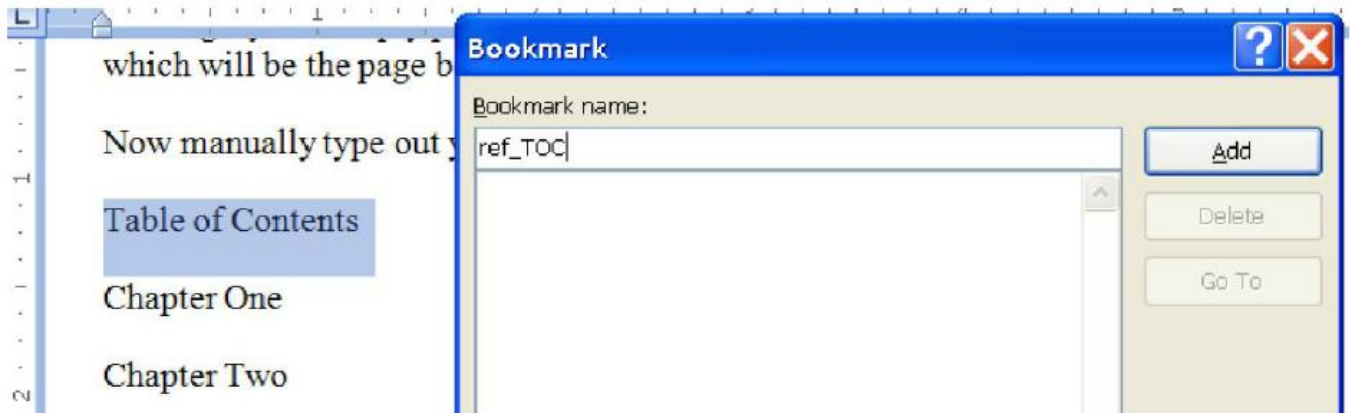 Bookmark
which will be the page b
Bookmark name:
Now manually type out
ref_TOC
Add
Table of Contents
Delete
Chapter One
Go To
Chapter Two